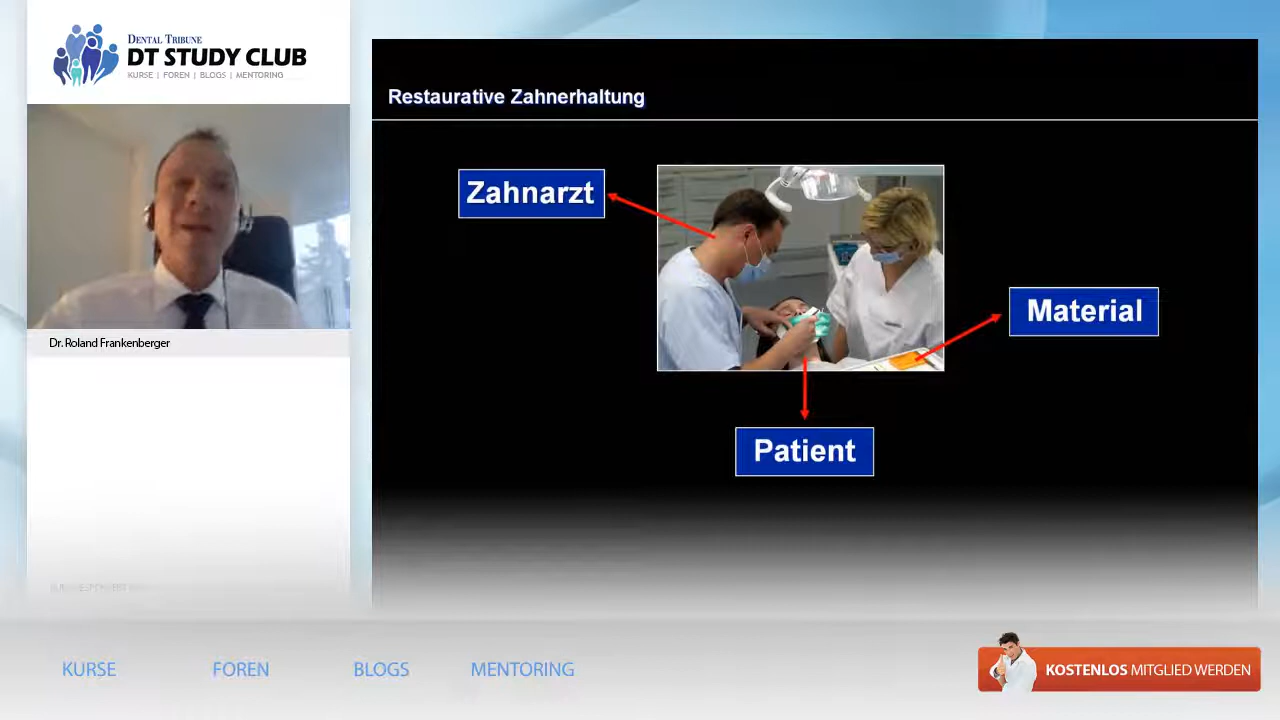 DENTAL TRIBUNE
DT STUDY CLUB
KURSE | FOREN | BLOGS | MENTORING
Dr. Roland Frankenberger
Restaurative Zahnerhaltung
Zahnarzt
Material
Patient
KURSE FOREN BLOGS MENTORING
KOSTENLOS MITGLIED WERDEN